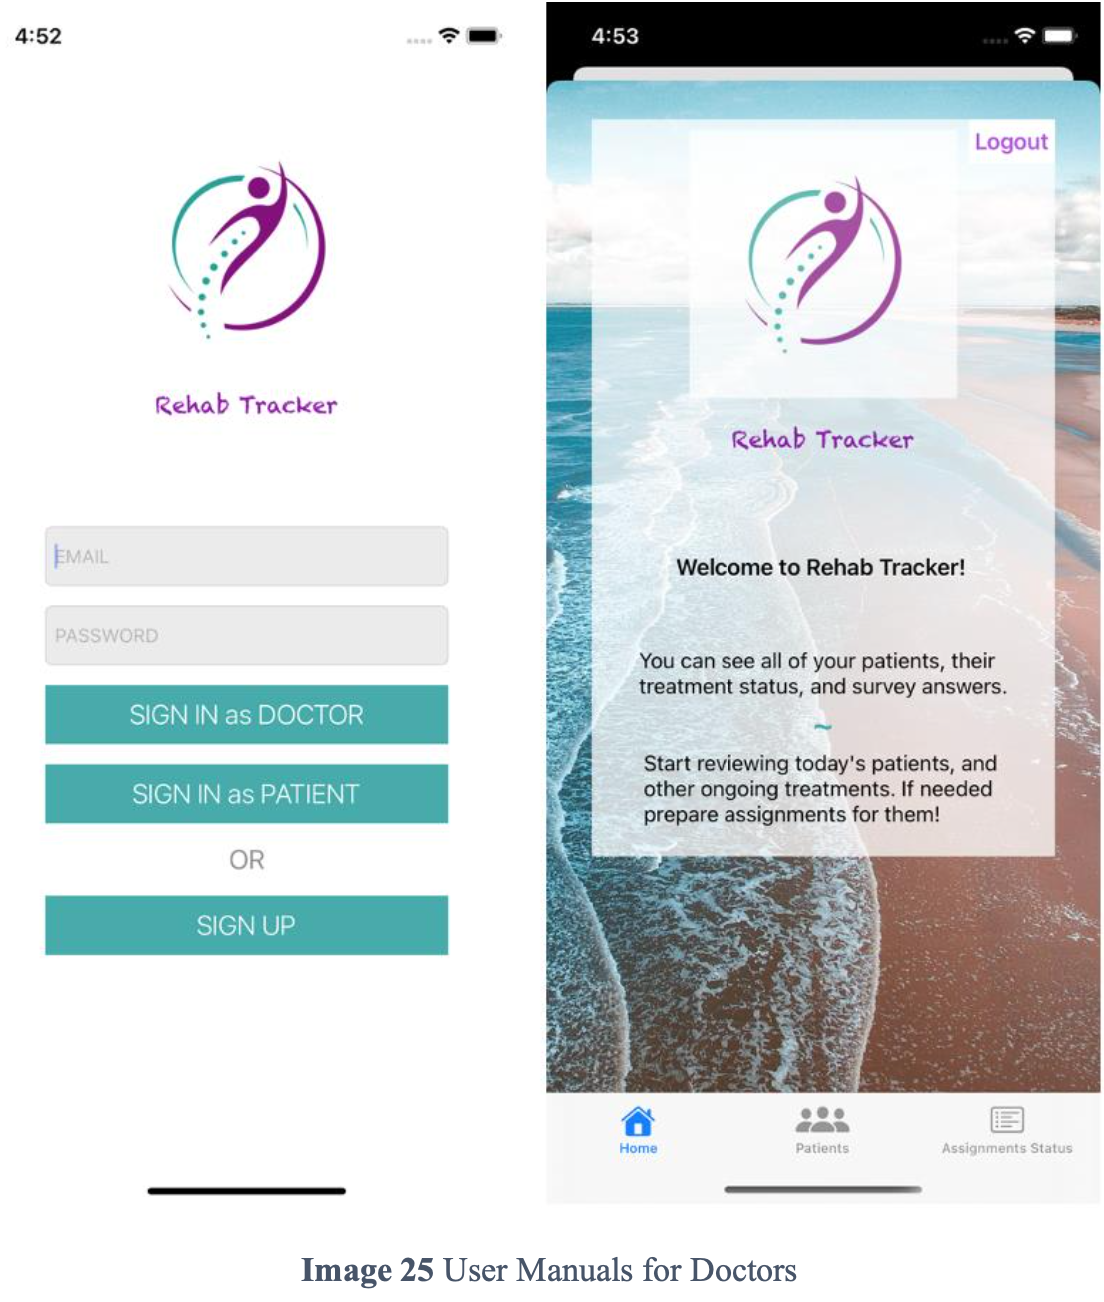 4:52
Rehab Tracker
EMAIL
PASSWORD
SIGN IN as DOCTOR
SIGN IN as PATIENT
OR
SIGN UP
4:53
Logout
Rehab Tracker
Welcome to Rehab Tracker!
You can see all of your patients, their
treatment status, and survey answers.
~
Start reviewing today's patients, and
other ongoing treatments. If needed
prepare assignments for them!
Home
Patients
Assignments Status
Image 25 User Manuals for Doctors